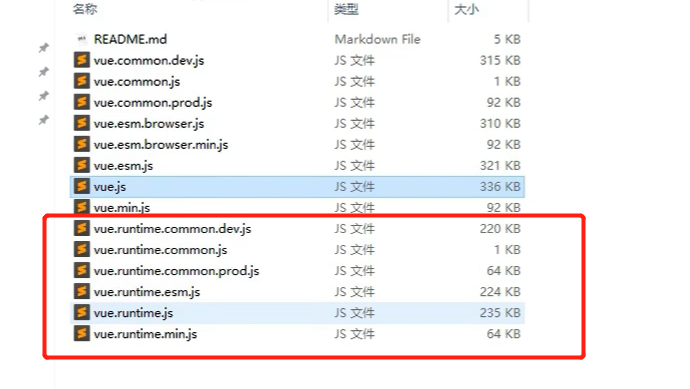 名称 类型 大小
README.md Markdown File 5 KB
vue.common.dev.js JS 文件 315 KB
vue.common.js JS 文件 1 KB
vue.common.prod.js JS 文件 92 KB
vue.esm.browser.js JS 文件 310 KB
vue.esm.browser.min.js JS 文件 92 KB
vue.esm.js JS 文件 321 KB
vue.js JS 文件 336 KB
vue.min.js JS 文件 92 KB
vue.runtime.common.dev.js JS 文件 220 KB
vue.runtime.common.js JS 文件 1 KB
vue.runtime.common.prod.js JS 文件 64 KB
vue.runtime.esm.js JS 文件 224 KB
vue.runtime.js JS 文件 235 KB
vue.runtime.min.js JS 文件 64 KB